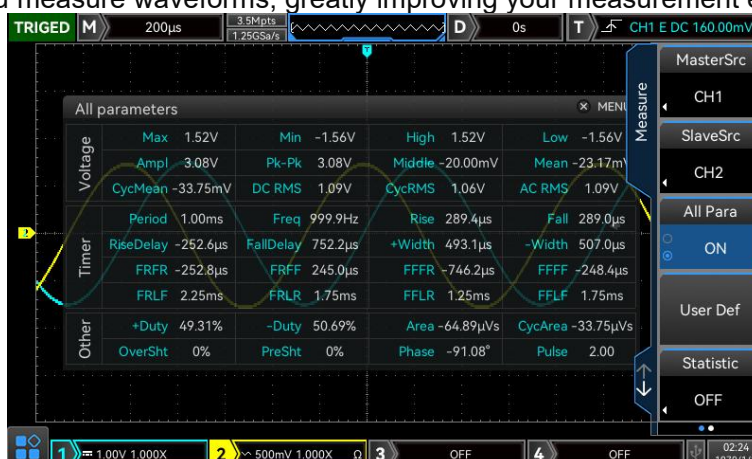 d measure waveforms, greatly improving your measurement e
TRIGED M 200μs 3.5Mpts 1.25GSa/s D 0s T CH1 E DC 160.00mV
Measure
MasterSrc
CH1
SlaveSrc
CH2
All Para
ON
User Def
Statistic
OFF
All parameters MENU
Voltage
Max 1.52V Min -1.56V High 1.52V Low -1.56V
Ampl 3.08V Pk-Pk 3.08V Middle -20.00mV Mean -23.17mV
CycMean -33.75mV DC RMS 1.09V CycRMS 1.06V AC RMS 1.09V
Timer
Period 1.00ms Freq 999.9Hz Rise 289.4μs Fall 289.0μs
RiseDelay -252.6μs FallDelay 752.2μs +Width 493.1μs -Width 507.0μs
FRFR -252.8μs FRFF 245.0μs FFFR -746.2μs FFFF -248.4μs
FRLF 2.25ms FRLR 1.75ms FFLR 1.25ms FFLF 1.75ms
Other
+Duty 49.31% -Duty 50.69% Area -64.89μVs CycArea -33.75μVs
OverSht 0% PreSht 0% Phase -91.08° Pulse 2.00
2
1 1.00V 1.000X 2 500mV 1.000X Ω 3 OFF 4 OFF 02:24